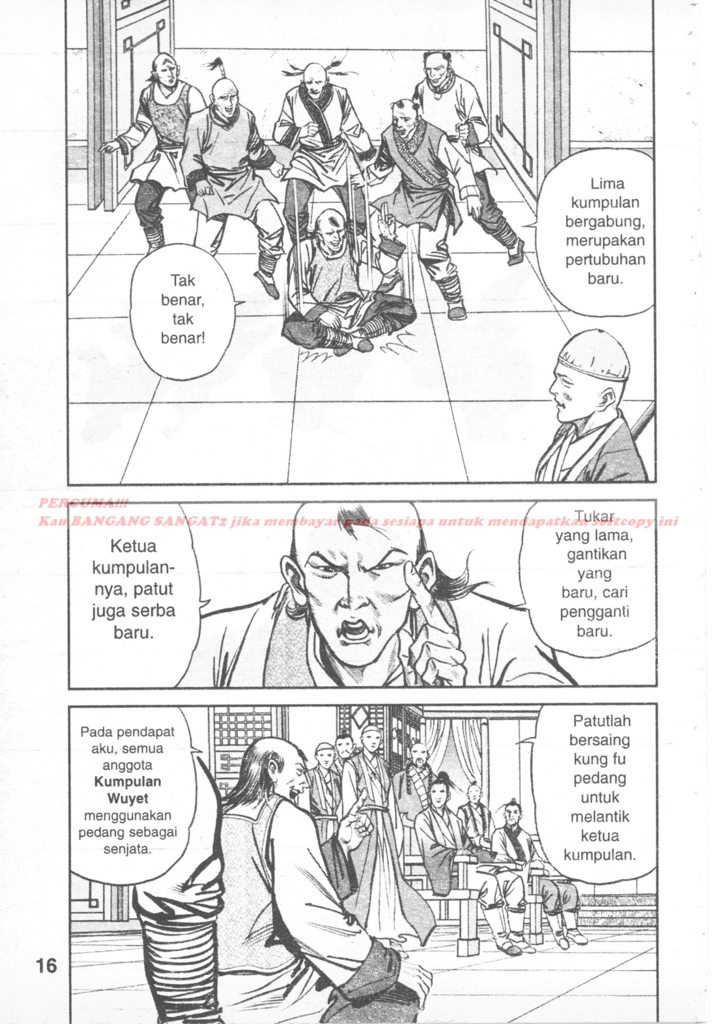 Lima
kumpulan
bergabung,
merupakan
pertubuhan
baru.
Tak
benar,
tak
benar!
PERCUMA!!!
Kau BANGANG SANGAT2 jika membayar pada sesiapa untuk mendapatkan softcopy ini
Ketua
kumpulan-
nya, patut
juga serba
baru.
Tukar
yang lama,
gantikan
yang
baru, cari
pengganti
baru.
Pada pendapat
aku, semua
anggota
Kumpulan
Wuyet
menggunakan
pedang sebagai
senjata.
Patutlah
bersaing
kung fu
pedang
untuk
melantik
ketua
kumpulan.
16